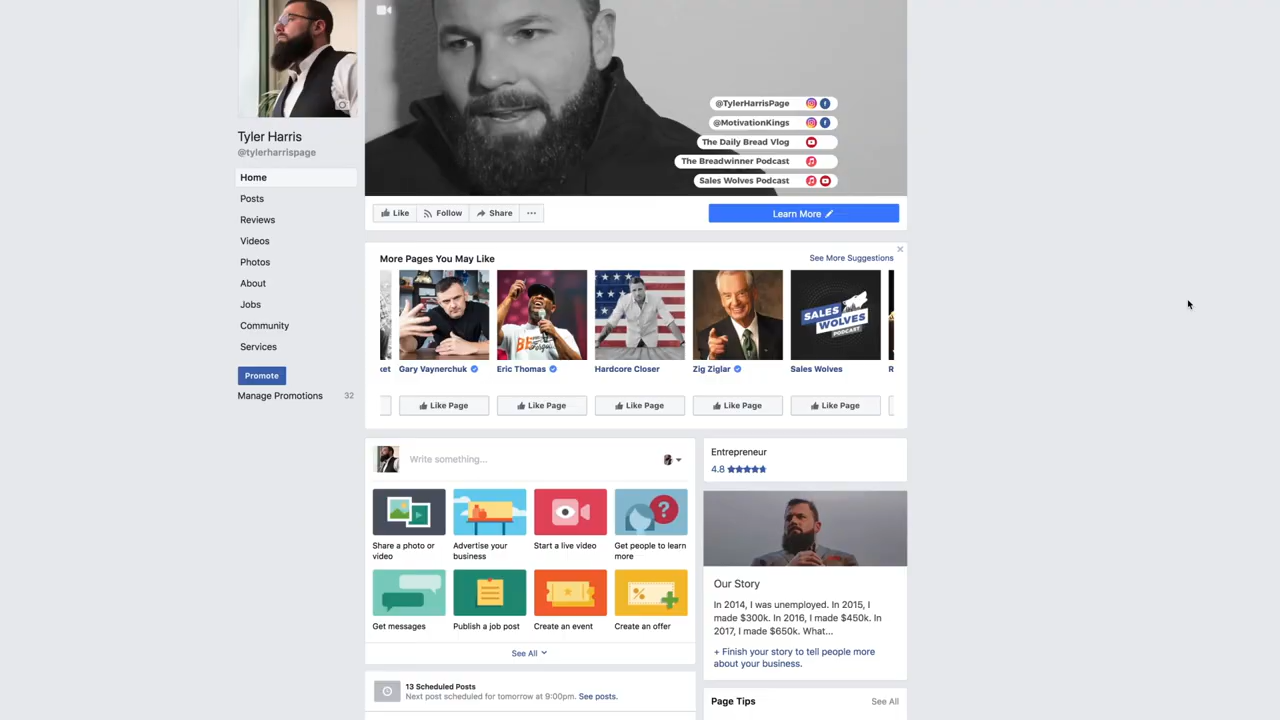 @TylerHarrisPage
@MotivationKings
The Daily Bread Vlog
The Breadwinner Podcast
Sales Wolves Podcast
Tyler Harris
@tylerharrispage
Home
Posts
Reviews
Videos
Photos
About
Jobs
Community
Services
Promote
Manage Promotions 32
Like Follow Share ...
Learn More
More Pages You May Like
See More Suggestions
SALES
WOLVES
PODCAST
ket Gary Vaynerchuk Eric Thomas Hardcore Closer Zig Ziglar Sales Wolves R
Like Page Like Page Like Page Like Page Like Page
Write something...
Share a photo or
video
Advertise your
business
Start a live video
Get people to learn
more
Get messages
Publish a job post
Create an event
Create an offer
See All
13 Scheduled Posts
Next post scheduled for tomorrow at 9:00pm. See posts.
Entrepreneur
4.8
Our Story
In 2014, I was unemployed. In 2015, I
made $300k. In 2016, I made $450k. In
2017, I made $650k. What...
+ Finish your story to tell people more
about your business.
Page Tips See All